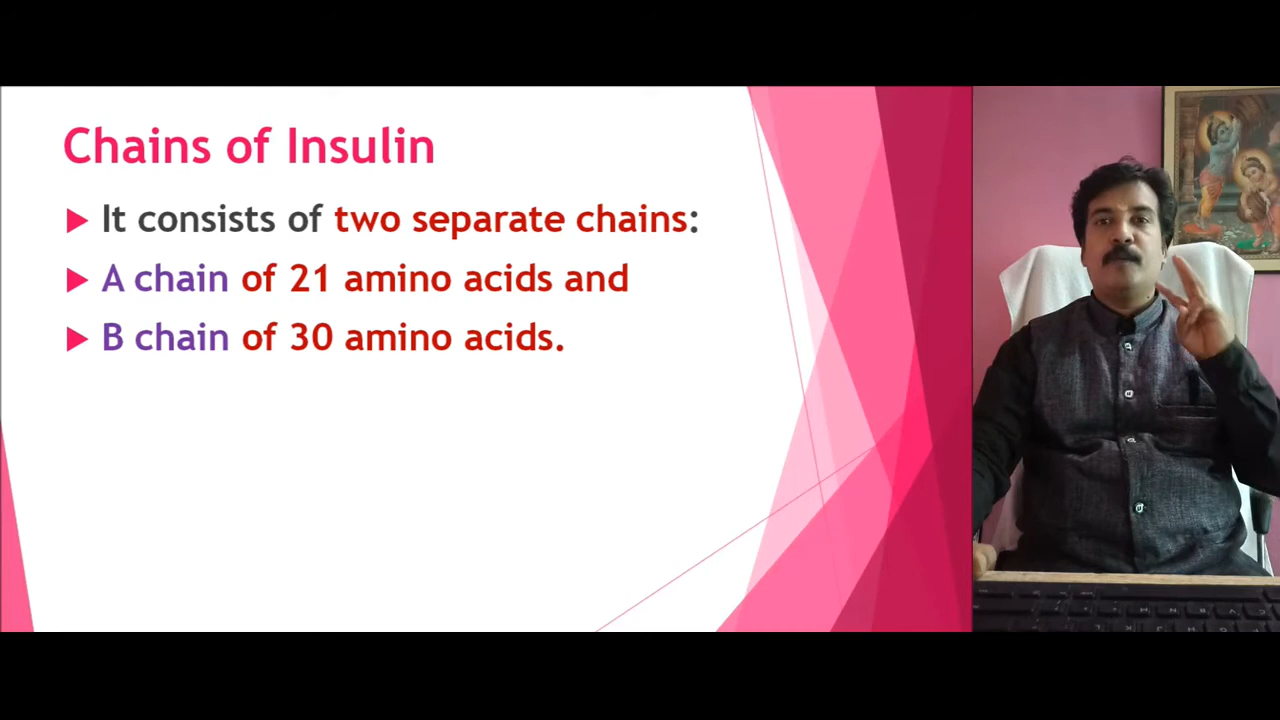 Chains of Insulin
It consists of two separate chains:
A chain of 21 amino acids and
B chain of 30 amino acids.